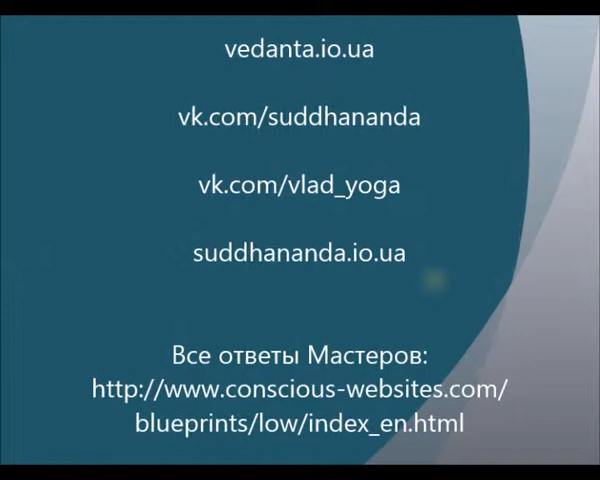 vedanta.io.ua
vk.com/suddhananda
vk.com/vlad_yoga
suddhananda.io.ua
Все ответы Мастеров:
http://www.conscious-websites.com/
blueprints/low/index_en.html